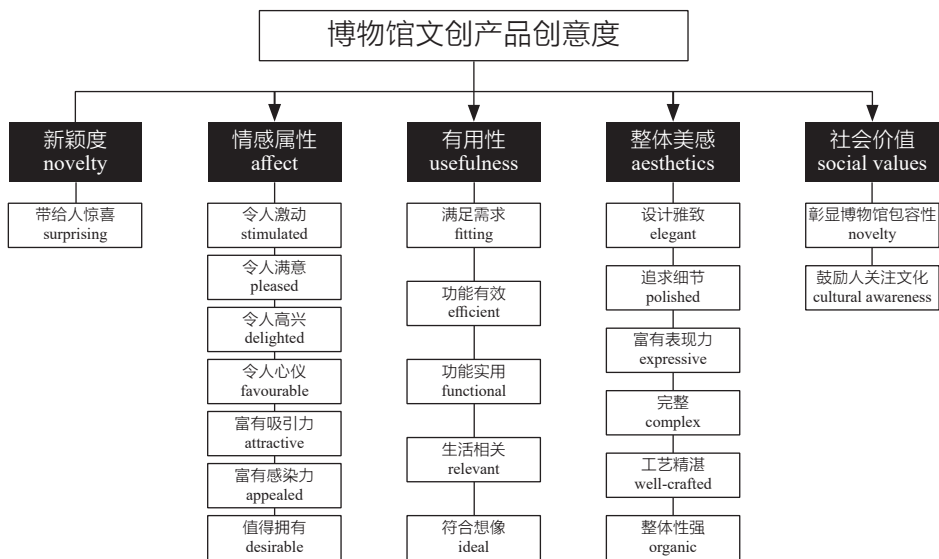 博物馆文创产品创意度
新颖度
novelty
带给人惊喜
surprising
情感属性
affect
令人激动
stimulated
令人满意
pleased
令人高兴
delighted
令人心仪
favourable
富有吸引力
attractive
富有感染力
appealed
值得拥有
desirable
有用性
usefulness
满足需求
fitting
功能有效
efficient
功能实用
functional
生活相关
relevant
符合想像
ideal
整体美感
aesthetics
设计雅致
elegant
追求细节
polished
富有表现力
expressive
完整
complex
工艺精湛
well-crafted
整体性强
organic
社会价值
social values
彰显博物馆包容性
novelty
鼓励人关注文化
cultural awareness